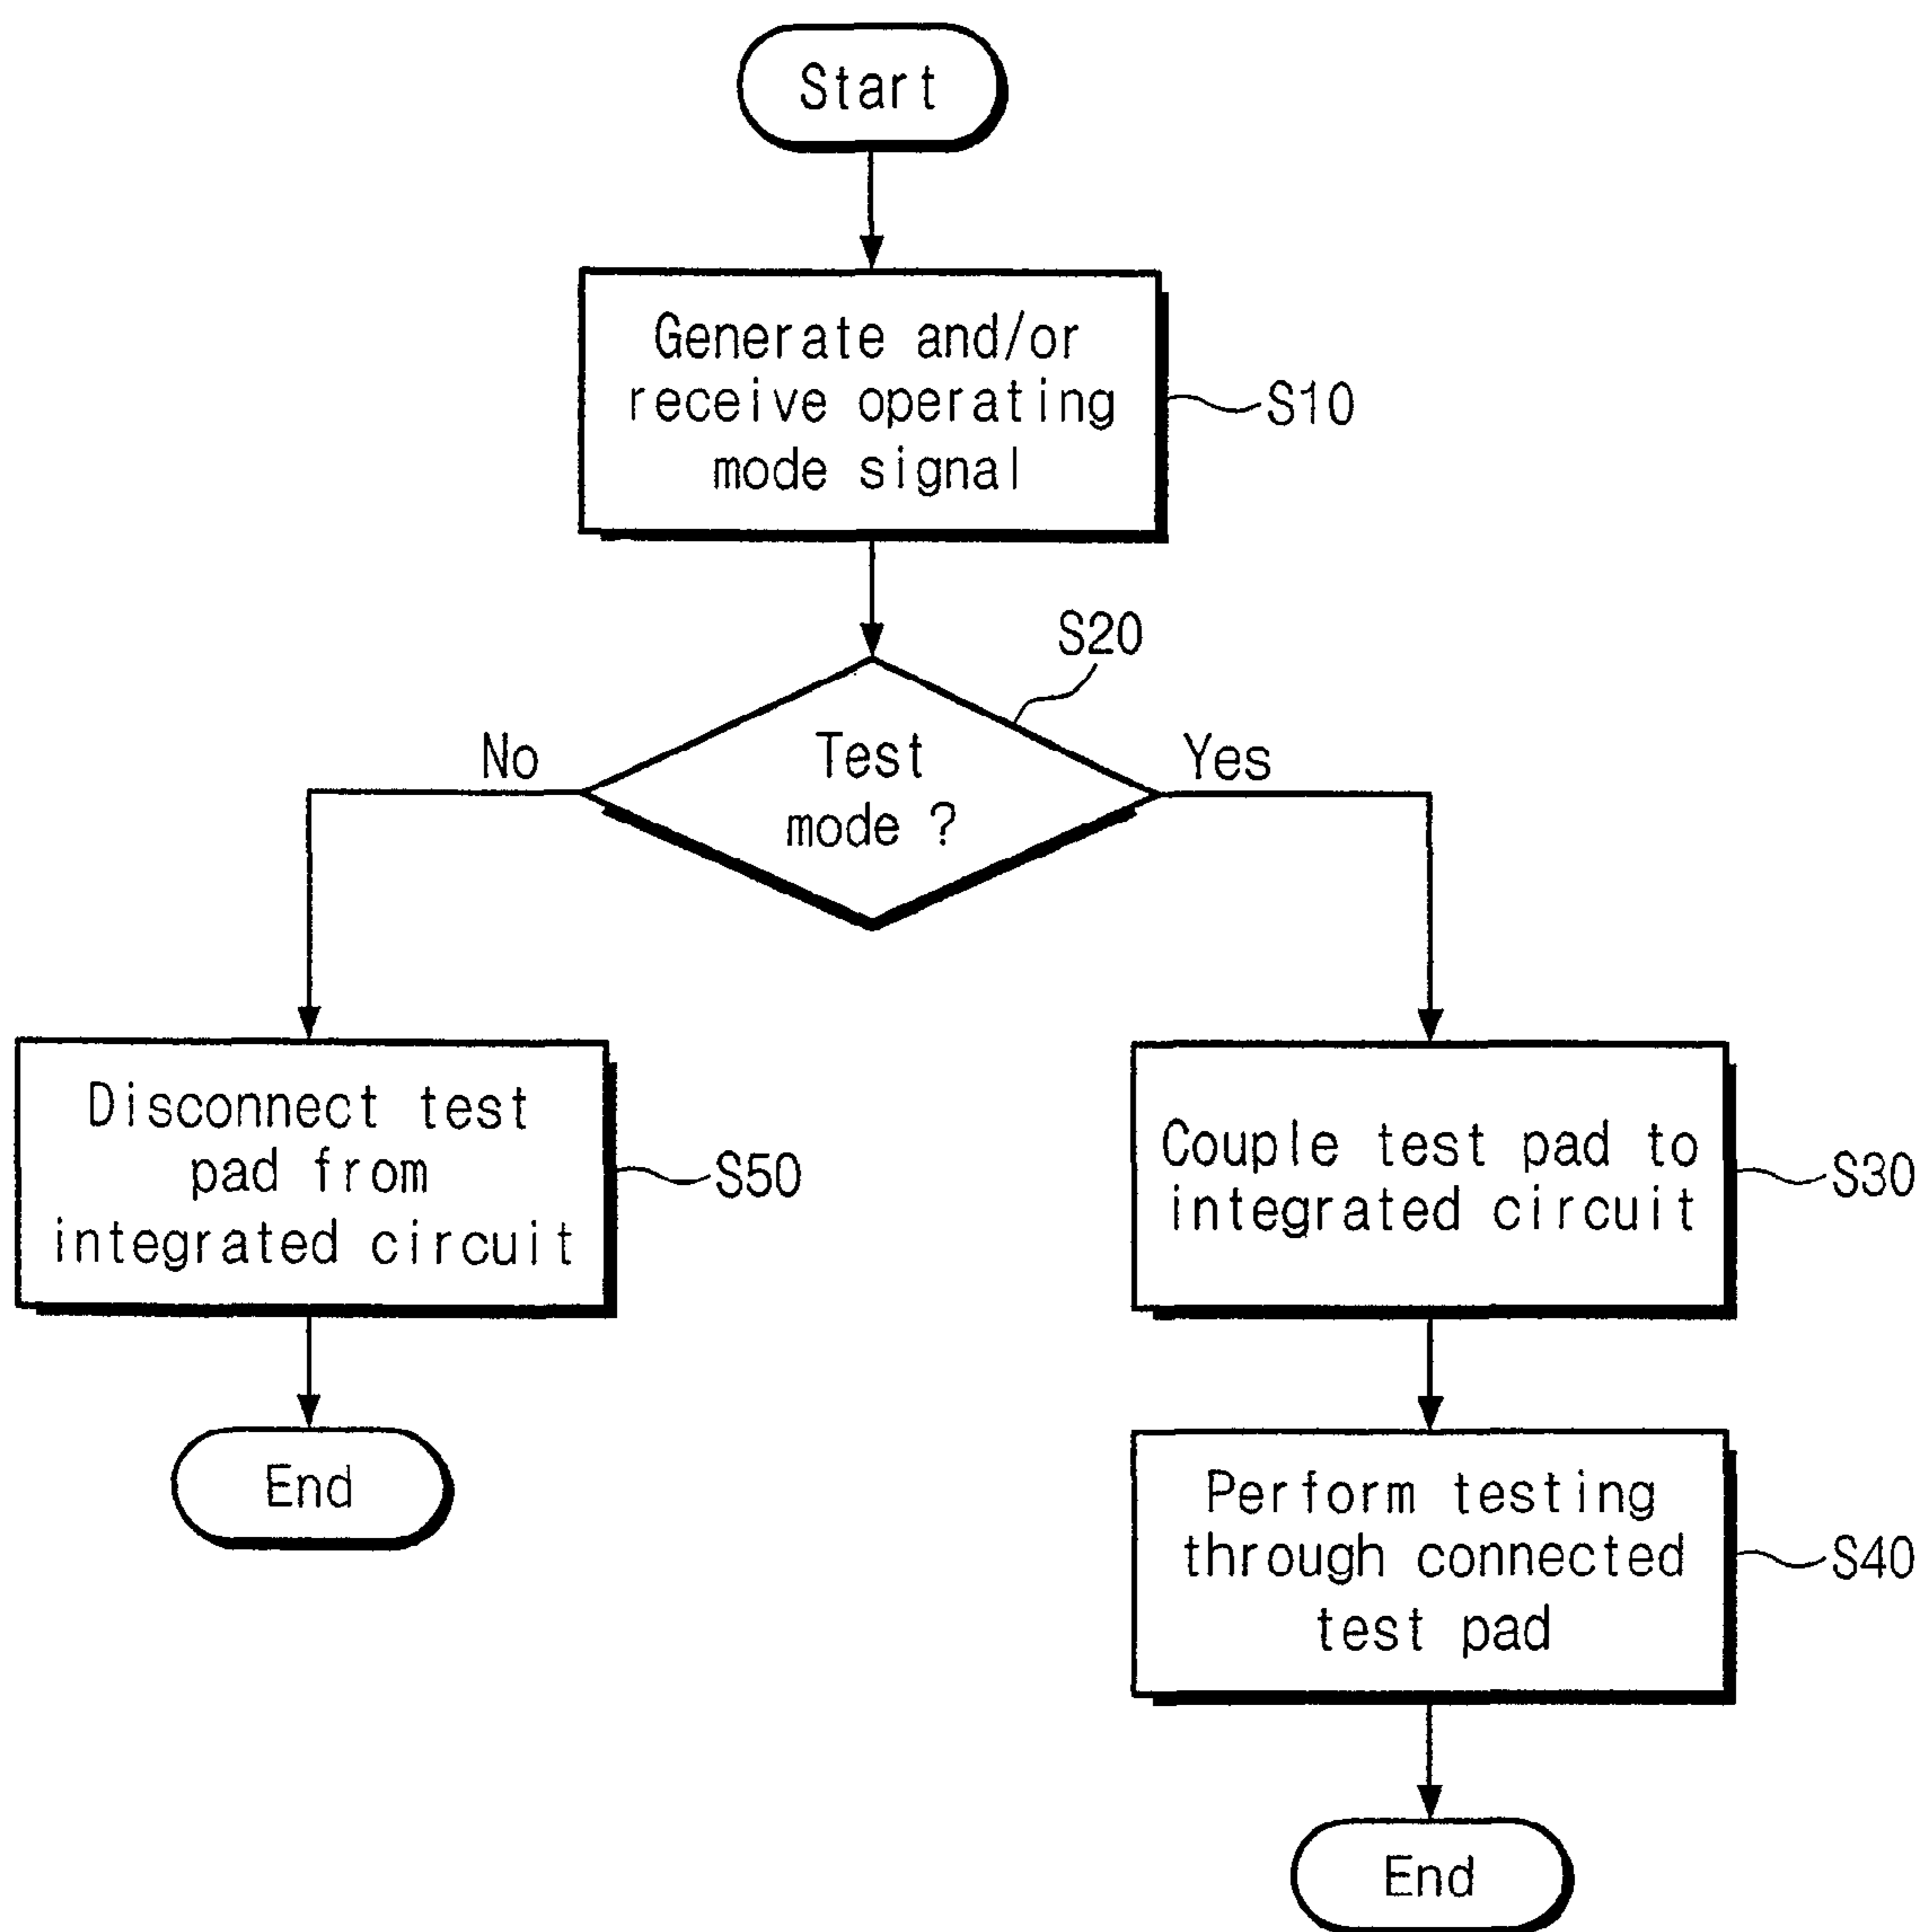 Start
Generate and/or
receive operating
mode signal
S10
S20
Test
mode ?
No
Yes
Disconnect test
pad from
integrated circuit
S50
Couple test pad to
integrated circuit
S30
End
Perform testing
through connected
test pad
S40
End